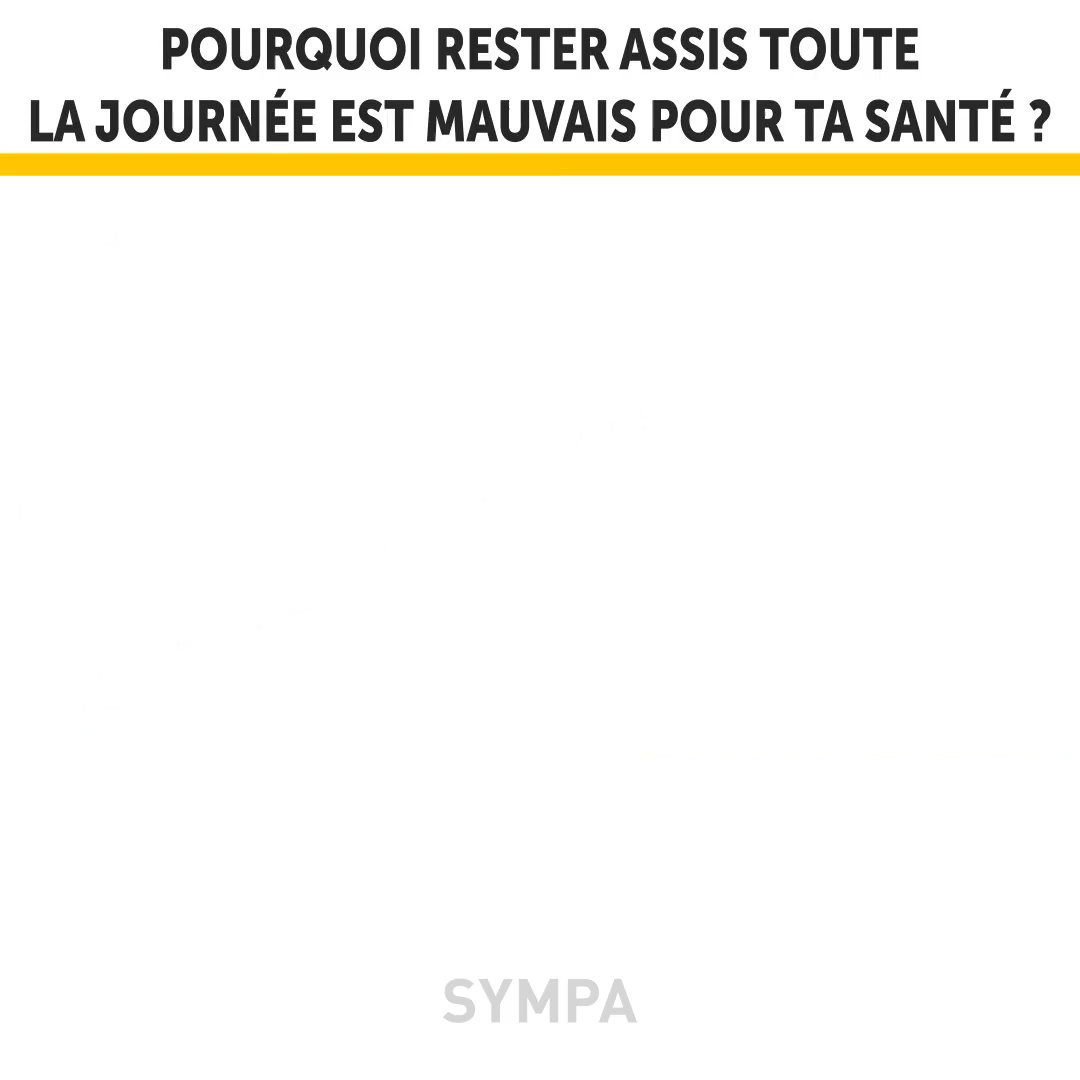 POURQUOI RESTER ASSIS TOUTE
LA JOURNÉE EST MAUVAIS POUR TA SANTÉ ?
SYMPA